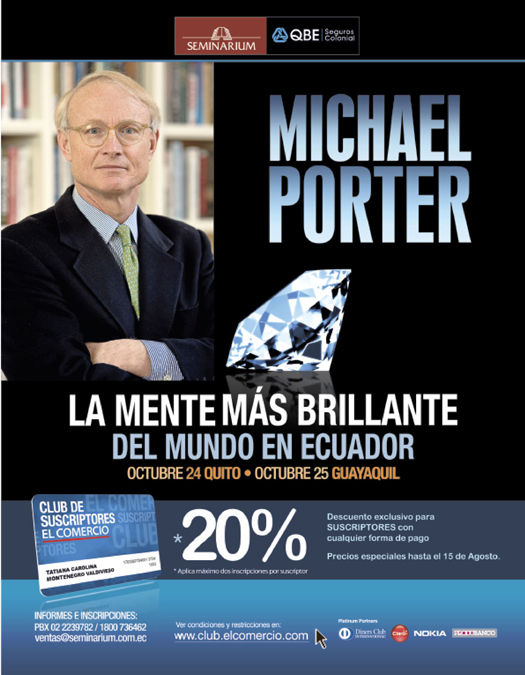 SEMINARIUM
QBE Seguros
Colonial
MICHAEL
PORTER
LA MENTE MÁS BRILLANTE
DEL MUNDO EN ECUADOR
OCTUBRE 24 QUITO • OCTUBRE 25 GUAYAQUIL
CLUB DE
SUSCRIPTORES
EL COMERCIO
TATIANA CAROLINA
MONTENEGRO VALDIVIESO
*20%
* Aplica máximo dos inscripciones por suscriptor
Descuento exclusivo para
SUSCRIPTORES con
cualquier forma de pago
Precios especiales hasta el 15 de Agosto.
INFORMES E INSCRIPCIONES:
PBX 02 2239782 / 1800 736462
ventas@seminarium.com.ec
Ver condiciones y restricciones en:
www.club.elcomercio.com
Platinum Partners
Diners Club
INTERNATIONAL
Claro
NOKIA